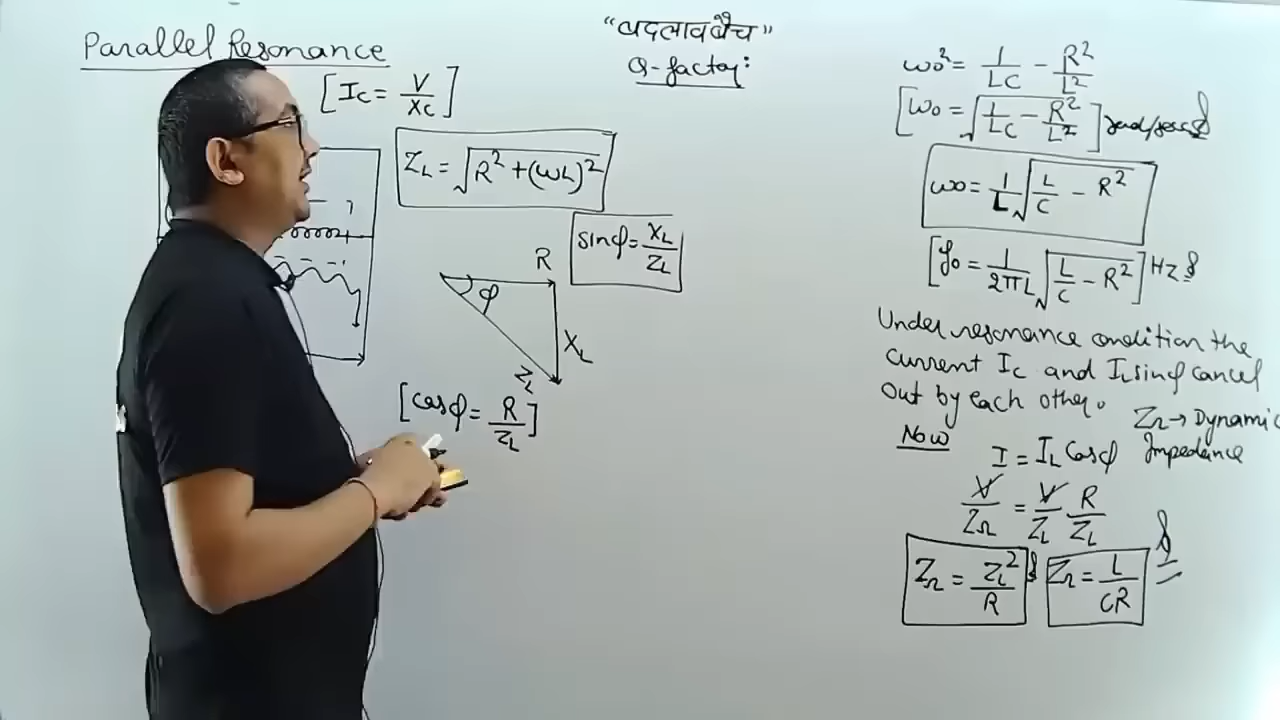 Parallel Resonance
[Ic = V/Xc]
ZL = √(R² + (ωL)²)
sinφ = XL/ZL
R
φ
XL
ZL
[cosφ = R/ZL]
"बदलाव बैच"
Q-factor:
ω0² = 1/LC - R²/L²
[ω0 = √(1/LC - R²/L²)] rad/sec
ω0 = 1/L √(L/C - R²)
[f0 = 1/2πL √(L/C - R²)] Hz
Under resonance condition the
current Ic and ILsinφ cancel
out by each other.
Zr → Dynamic
Impedance
Now
I = IL Cosφ
V/Zr = V/ZL R/ZL
Zr = ZL²/R
Zr = L/CR